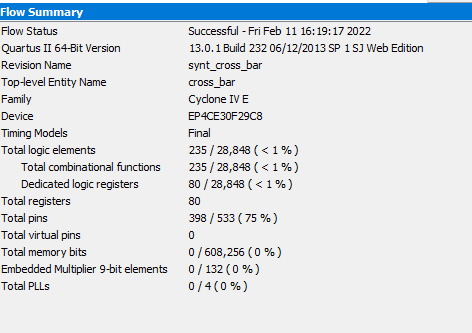 Flow Summary
Flow Status Successful - Fri Feb 11 16:19:17 2022
Quartus II 64-Bit Version 13.0.1 Build 232 06/12/2013 SP 1 SJ Web Edition
Revision Name synt_cross_bar
Top-level Entity Name cross_bar
Family Cyclone IV E
Device EP4CE30F29C8
Timing Models Final
Total logic elements 235 / 28,848 ( < 1 % )
Total combinational functions 235 / 28,848 ( < 1 % )
Dedicated logic registers 80 / 28,848 ( < 1 % )
Total registers 80
Total pins 398 / 533 ( 75 % )
Total virtual pins 0
Total memory bits 0 / 608,256 ( 0 % )
Embedded Multiplier 9-bit elements 0 / 132 ( 0 % )
Total PLLs 0 / 4 ( 0 % )